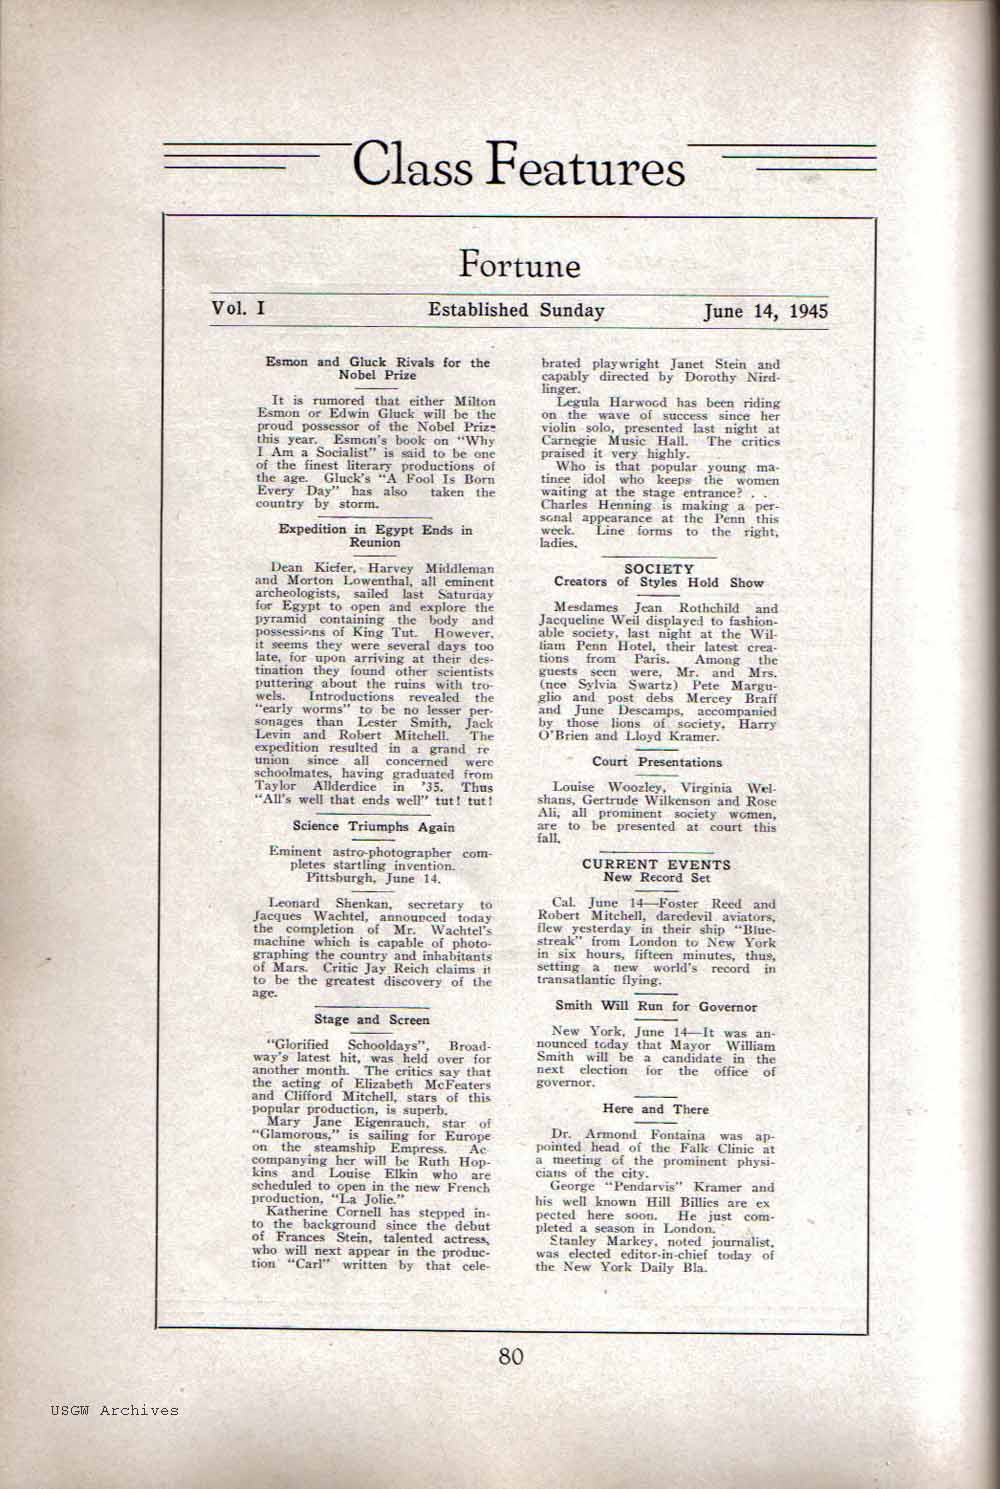 Class Features
Fortune
Vol. I Established Sunday June 14, 1945
Esmon and Gluck Rivals for the
Nobel Prize
It is rumored that either Milton
Esmon or Edwin Gluck will be the
proud possessor of the Nobel Prize
this year. Esmon's book on "Why
I Am a Socialist" is said to be one
of the finest literary productions of
the age. Gluck's "A Fool Is Born
Every Day" has also taken the
country by storm.
Expedition in Egypt Ends in
Reunion
Dean Kiefer, Harvey Middleman
and Morton Lowenthal, all eminent
archeologists, sailed last Saturday
for Egypt to open and explore the
pyramid containing the body and
possessions of King Tut. However,
it seems they were several days too
late, for upon arriving at their des-
tination they found other scientists
puttering about the ruins with tro-
wels. Introductions revealed the
"early worms" to be no lesser per-
sonages than Lester Smith, Jack
Levin and Robert Mitchell. The
expedition resulted in a grand re
union since all concerned were
schoolmates, having graduated from
Taylor Allderdice in '35. Thus
"All's well that ends well" tut! tut!
Science Triumphs Again
Eminent astro-photographer com-
pletes startling invention.
Pittsburgh, June 14.
Leonard Shenkan, secretary to
Jacques Wachtel, announced today
the completion of Mr. Wachtel's
machine which is capable of photo-
graphing the country and inhabitants
of Mars. Critic Jay Reich claims it
to be the greatest discovery of the
age.
Stage and Screen
"Glorified Schooldays", Broad-
way's latest hit, was held over for
another month. The critics say that
the acting of Elizabeth McFeaters
and Clifford Mitchell, stars of this
popular production, is superb.
Mary Jane Eigenrauch, star of
"Glamorous," is sailing for Europe
on the steamship Empress. Ac
companying her will be Ruth Hop-
kins and Louise Elkin who are
scheduled to open in the new French
production, "La Jolie."
Katherine Cornell has stepped in-
to the background since the debut
of Frances Stein, talented actress,
who will next appear in the produc-
tion "Carl" written by that cele-
brated playwright Janet Stein and
capably directed by Dorothy Nird-
linger.
Legula Harwood has been riding
on the wave of success since her
violin solo, presented last night at
Carnegie Music Hall. The critics
praised it very highly.
Who is that popular young ma-
tinee idol who keeps the women
waiting at the stage entrance? . .
Charles Henning is making a per-
sonal appearance at the Penn this
week. Line forms to the right,
ladies.
SOCIETY
Creators of Styles Hold Show
Mesdames Jean Rothchild and
Jacqueline Weil displayed to fashion-
able society, last night at the Wil-
liam Penn Hotel, their latest crea-
tions from Paris. Among the
guests seen were, Mr. and Mrs.
(nee Sylvia Swartz) Pete Margu-
glio and post debs Mercey Braff
and June Descamps, accompanied
by those lions of society, Harry
O'Brien and Lloyd Kramer.
Court Presentations
Louise Woozley, Virginia Wel-
shans, Gertrude Wilkenson and Rose
Ali, all prominent society women,
are to be presented at court this
fall.
CURRENT EVENTS
New Record Set
Cal. June 14—Foster Reed and
Robert Mitchell, daredevil aviators,
flew yesterday in their ship "Blue-
streak" from London to New York
in six hours, fifteen minutes, thus,
setting a new world's record in
transatlantic flying.
Smith Will Run for Governor
New York, June 14—It was an-
nounced today that Mayor William
Smith will be a candidate in the
next election for the office of
governor.
Here and There
Dr. Armond Fontaina was ap-
pointed head of the Falk Clinic at
a meeting of the prominent physi-
cians of the city.
George "Pendarvis" Kramer and
his well known Hill Billies are ex
pected here soon. He just com-
pleted a season in London.
Stanley Markey, noted journalist,
was elected editor-in-chief today of
the New York Daily Bla.
80
USGW Archives